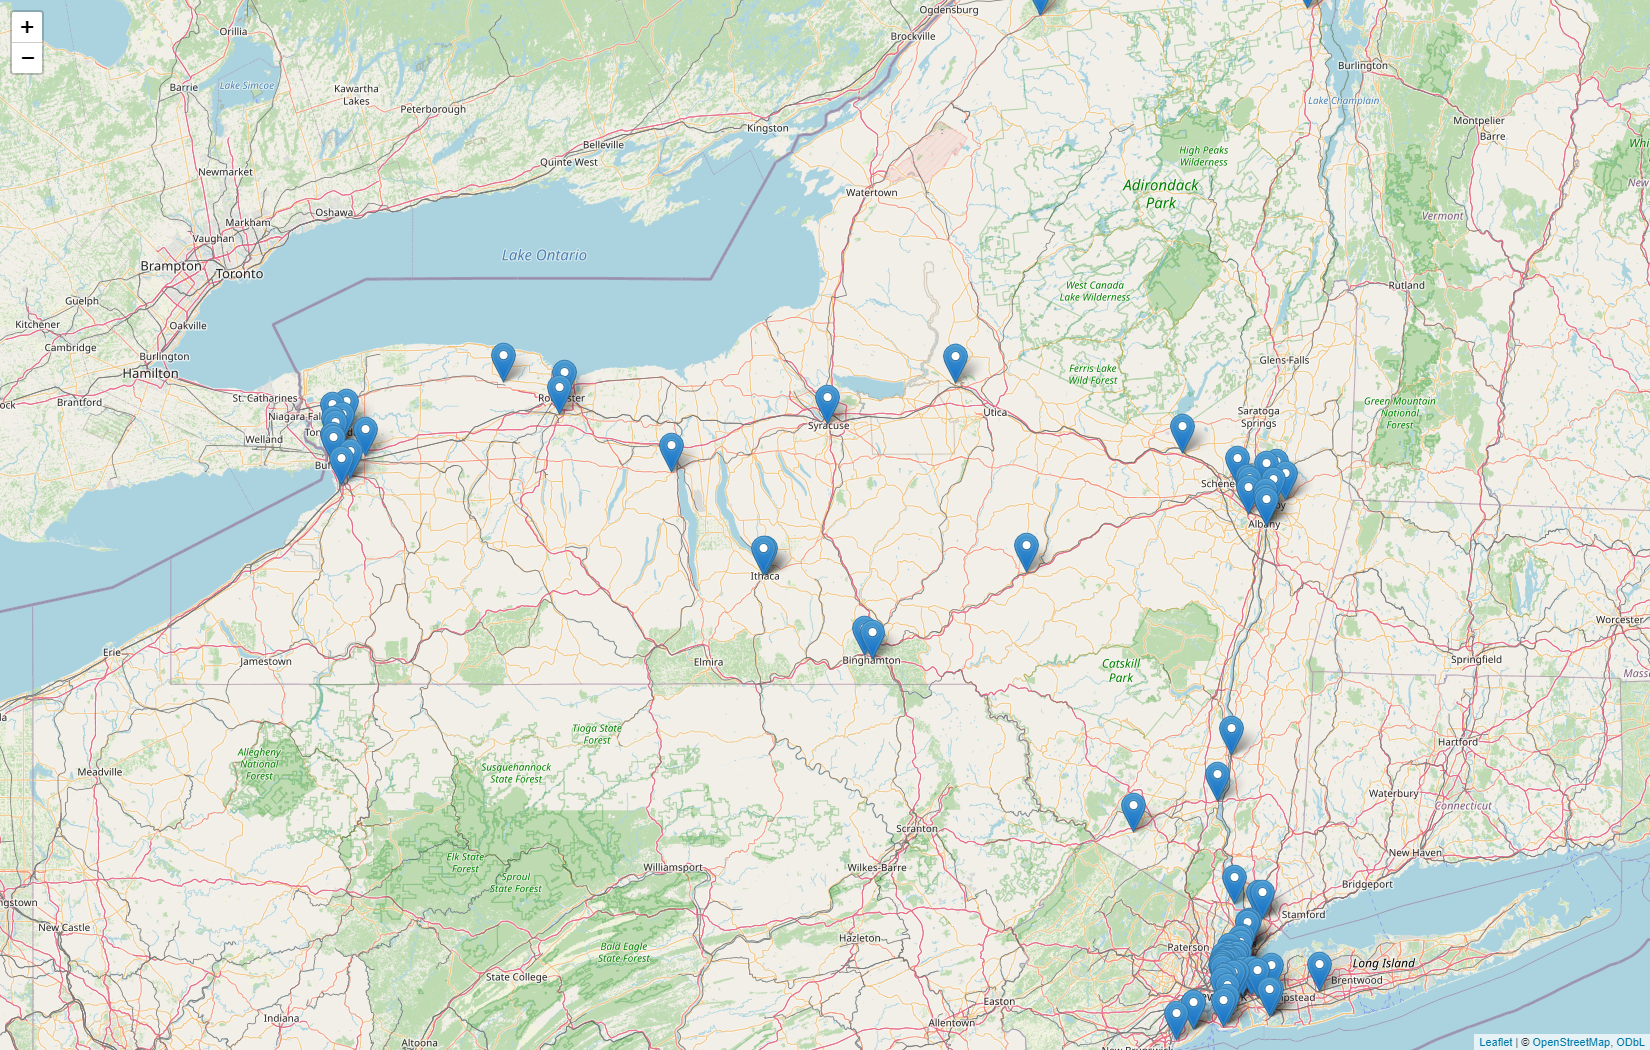 +
−
Orillia
Ogdensburg
Brockville
Barrie
Lake Simcoe
Kawartha
Lakes
Peterborough
Burlington
Lake Champlain
Kingston
Montpelier
Barre
Belleville
Quinte West
Newmarket
High Peaks
Wilderness
Watertown
Adirondack
Park
Oshawa
Markham
Vaughan
Vermont
Lake Ontario
Brampton
Toronto
Guelph
West Canada
Lake Wilderness
Rutland
Kitchener
Oakville
Cambridge
Burlington
Hamilton
Glens Falls
Ferris Lake
Wild Forest
St. Catharines
Brantford
Niagara Fal
Welland
Syracuse
Utica
Saratoga
Springs
Green Mountain
National
Forest
Schene
Albany
Ithaca
Worcester
Erie
Jamestown
Elmira
Binghamton
Springfield
Catskill
Park
Mass
Tioga State
Forest
Allegheny
National
Forest
Susquehannock
State Forest
Meadville
Hartford
Waterbury
Connecticut
Scranton
Elk State
Forest
Sproul
State Forest
Williamsport
Wilkes-Barre
New Haven
Bridgeport
Stamford
New Castle
Hazleton
Bald Eagle
State Forest
Paterson
State College
Long Island
Brentwood
Easton
pstead
Indiana
Allentown
Altoona
Leaflet | © OpenStreetMap, ODbL